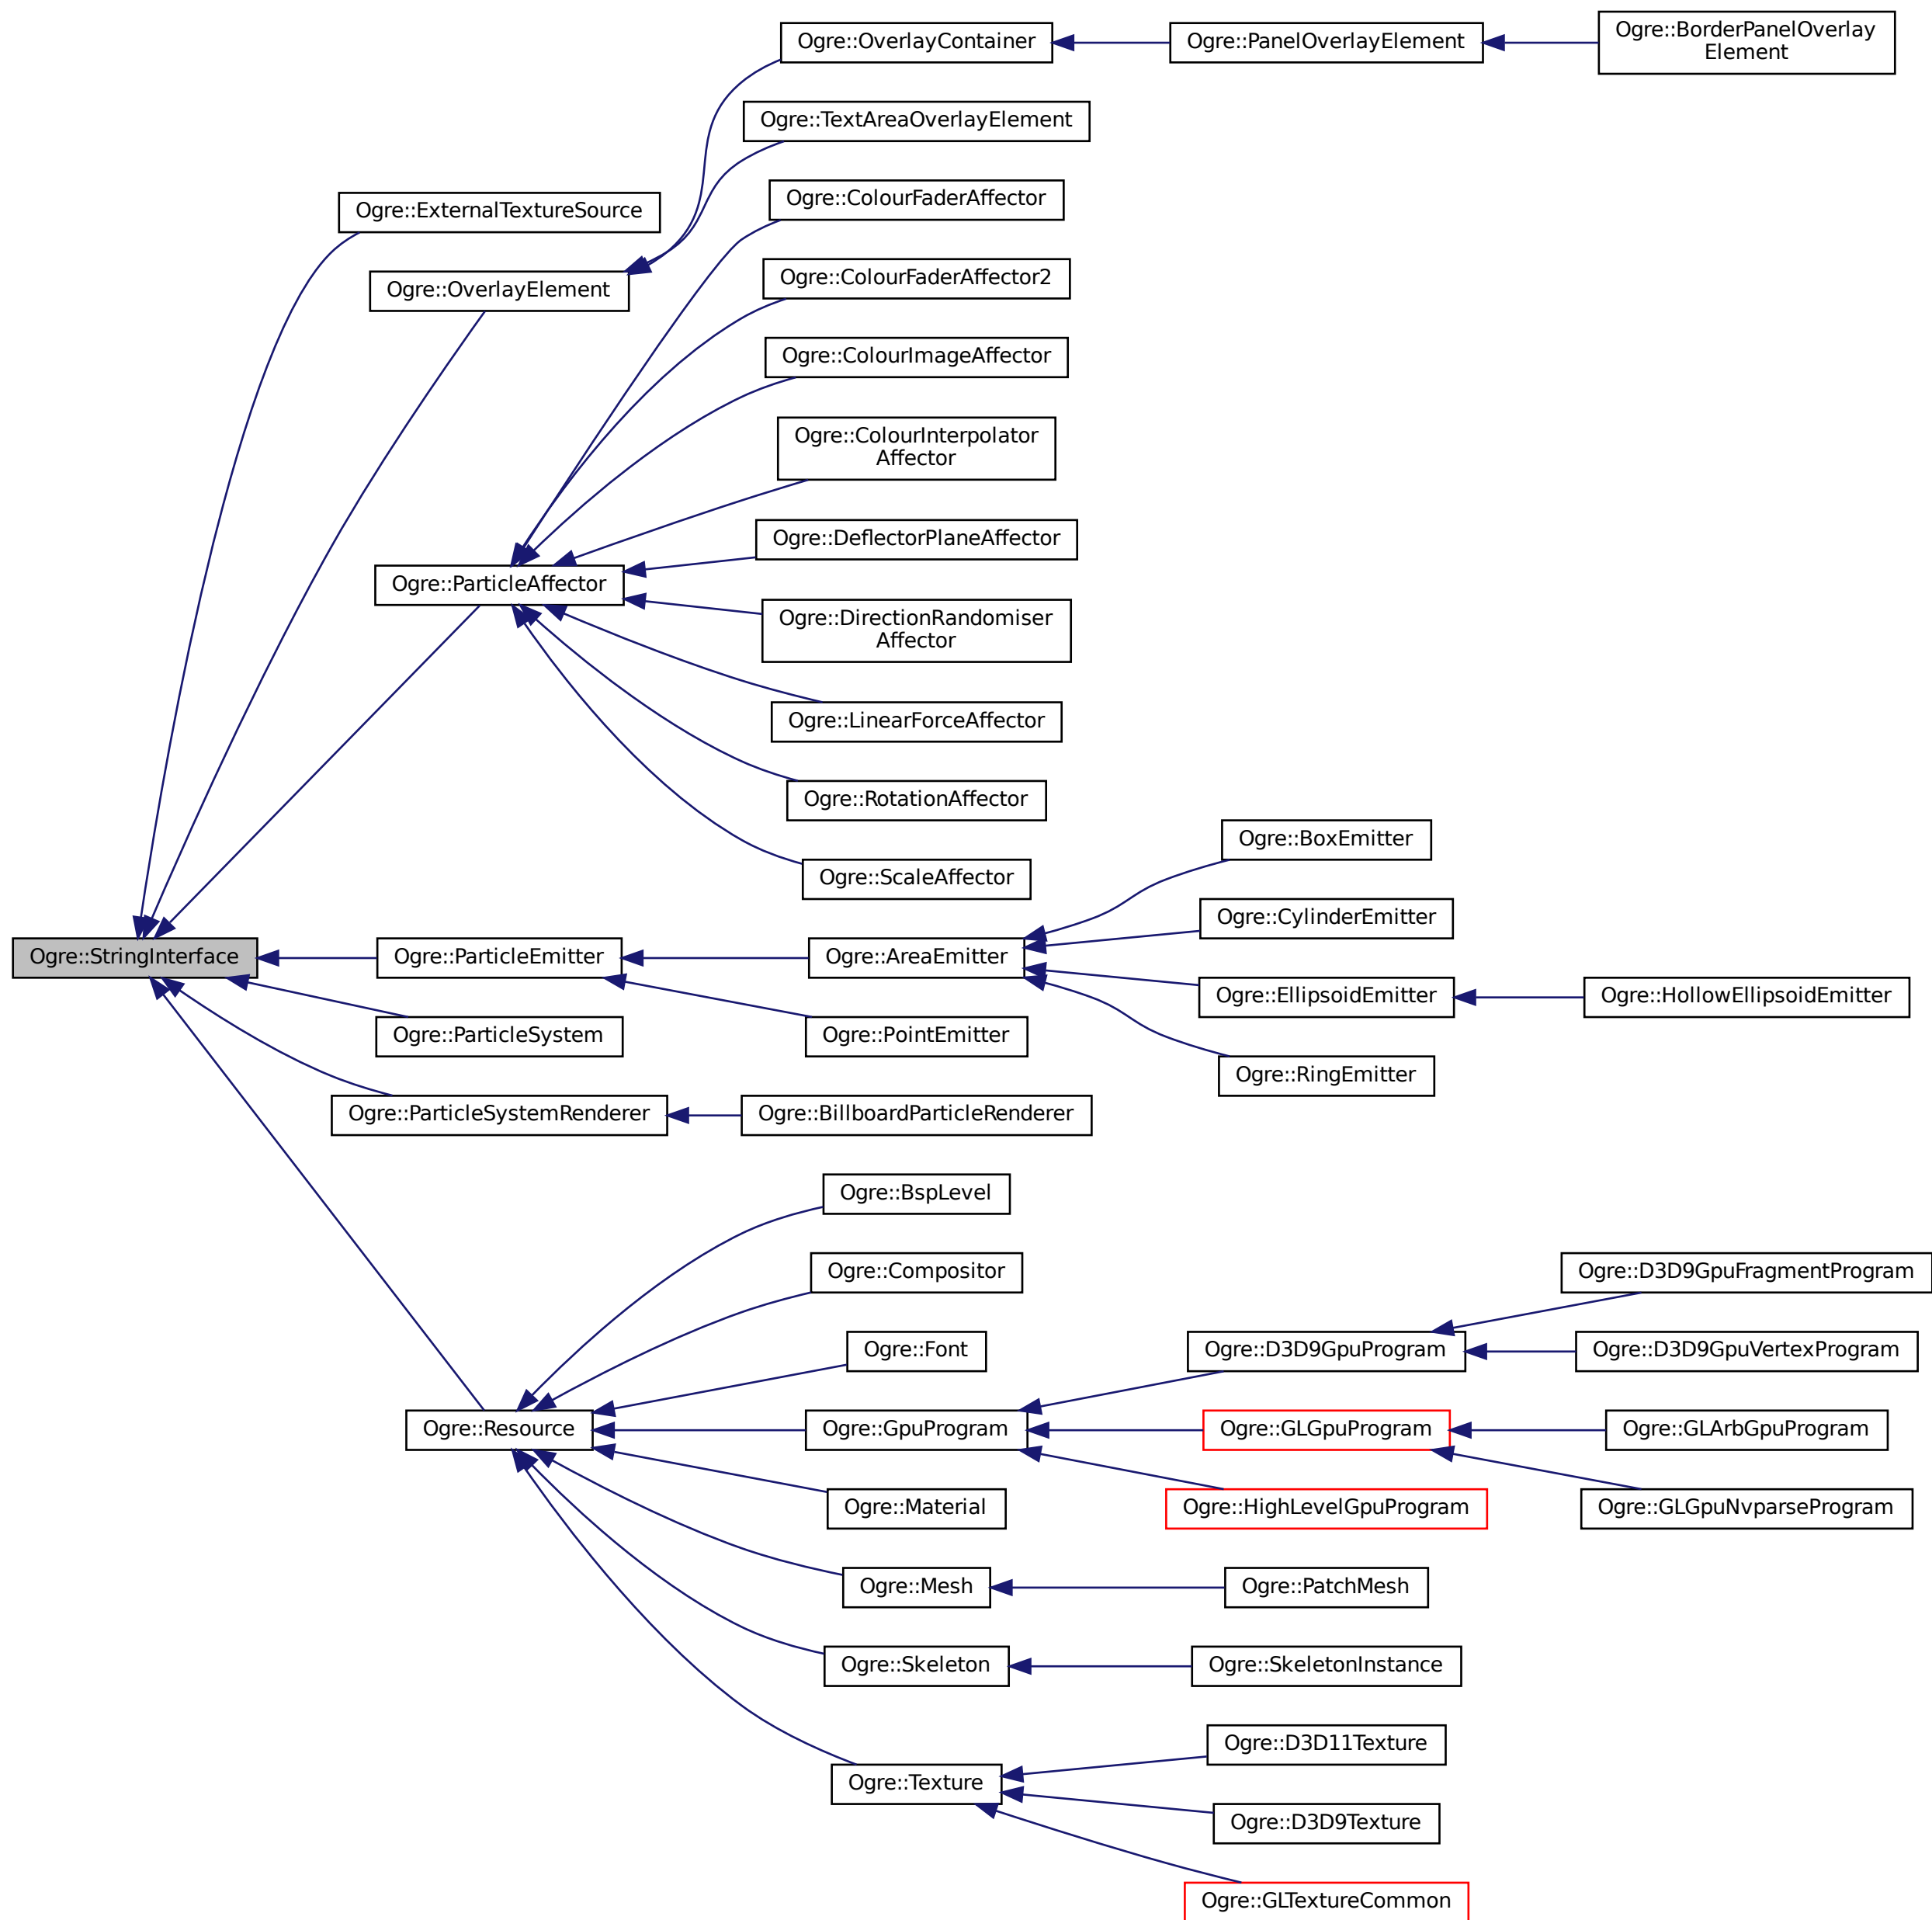 Ogre::OverlayContainer
Ogre::PanelOverlayElement
Ogre::BorderPanelOverlay
Element
Ogre::TextAreaOverlayElement
Ogre::ExternalTextureSource
Ogre::ColourFaderAffector
Ogre::OverlayElement
Ogre::ColourFaderAffector2
Ogre::ColourImageAffector
Ogre::ColourInterpolator
Affector
Ogre::DeflectorPlaneAffector
Ogre::ParticleAffector
Ogre::DirectionRandomiser
Affector
Ogre::LinearForceAffector
Ogre::RotationAffector
Ogre::ScaleAffector
Ogre::BoxEmitter
Ogre::CylinderEmitter
Ogre::StringInterface
Ogre::ParticleEmitter
Ogre::AreaEmitter
Ogre::EllipsoidEmitter
Ogre::HollowEllipsoidEmitter
Ogre::ParticleSystem
Ogre::PointEmitter
Ogre::RingEmitter
Ogre::ParticleSystemRenderer
Ogre::BillboardParticleRenderer
Ogre::BspLevel
Ogre::Compositor
Ogre::D3D9GpuFragmentProgram
Ogre::Font
Ogre::D3D9GpuProgram
Ogre::D3D9GpuVertexProgram
Ogre::Resource
Ogre::GpuProgram
Ogre::GLGpuProgram
Ogre::GLArbGpuProgram
Ogre::Material
Ogre::HighLevelGpuProgram
Ogre::GLGpuNvparseProgram
Ogre::Mesh
Ogre::PatchMesh
Ogre::Skeleton
Ogre::SkeletonInstance
Ogre::D3D11Texture
Ogre::Texture
Ogre::D3D9Texture
Ogre::GLTextureCommon